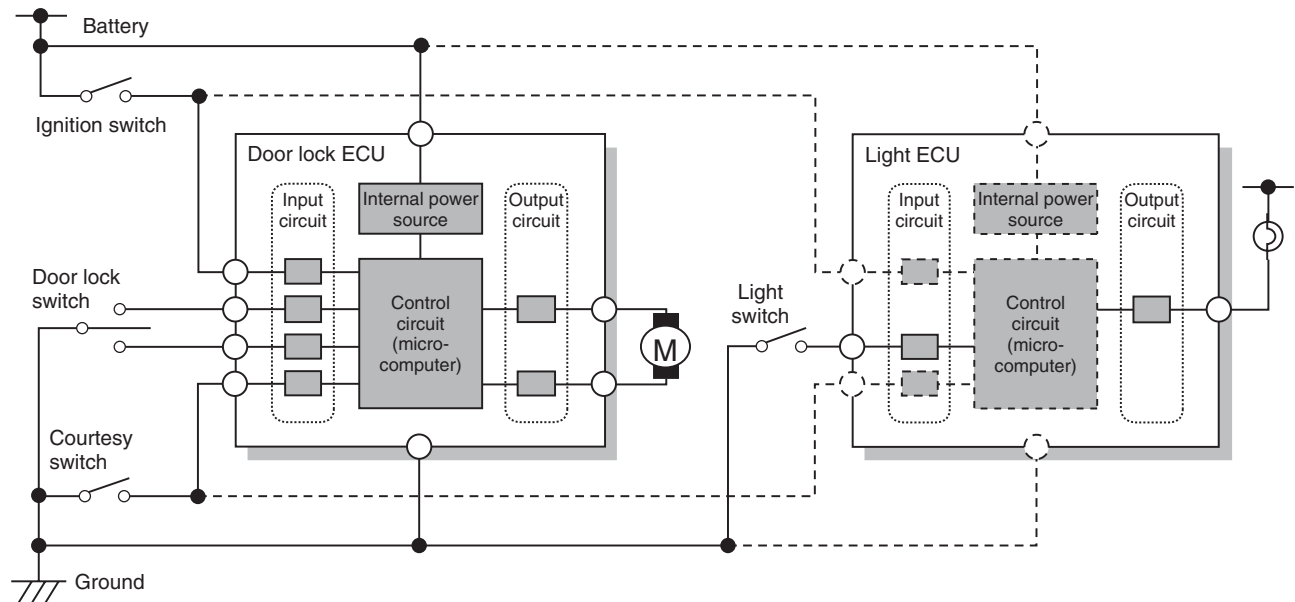 Battery
Ignition switch
Door lock ECU
Input
circuit
Internal power
source
Output
circuit
Door lock
switch
Control
circuit
(micro-
computer)
M
Courtesy
switch
Ground
Light ECU
Input
circuit
Internal power
source
Output
circuit
Light
switch
Control
circuit
(micro-
computer)